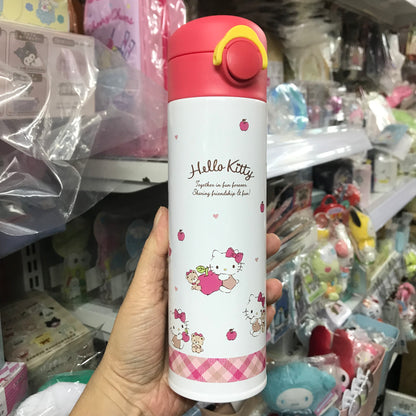 Hello Kitty
Together in fun forever
Sharing friendship & fun!